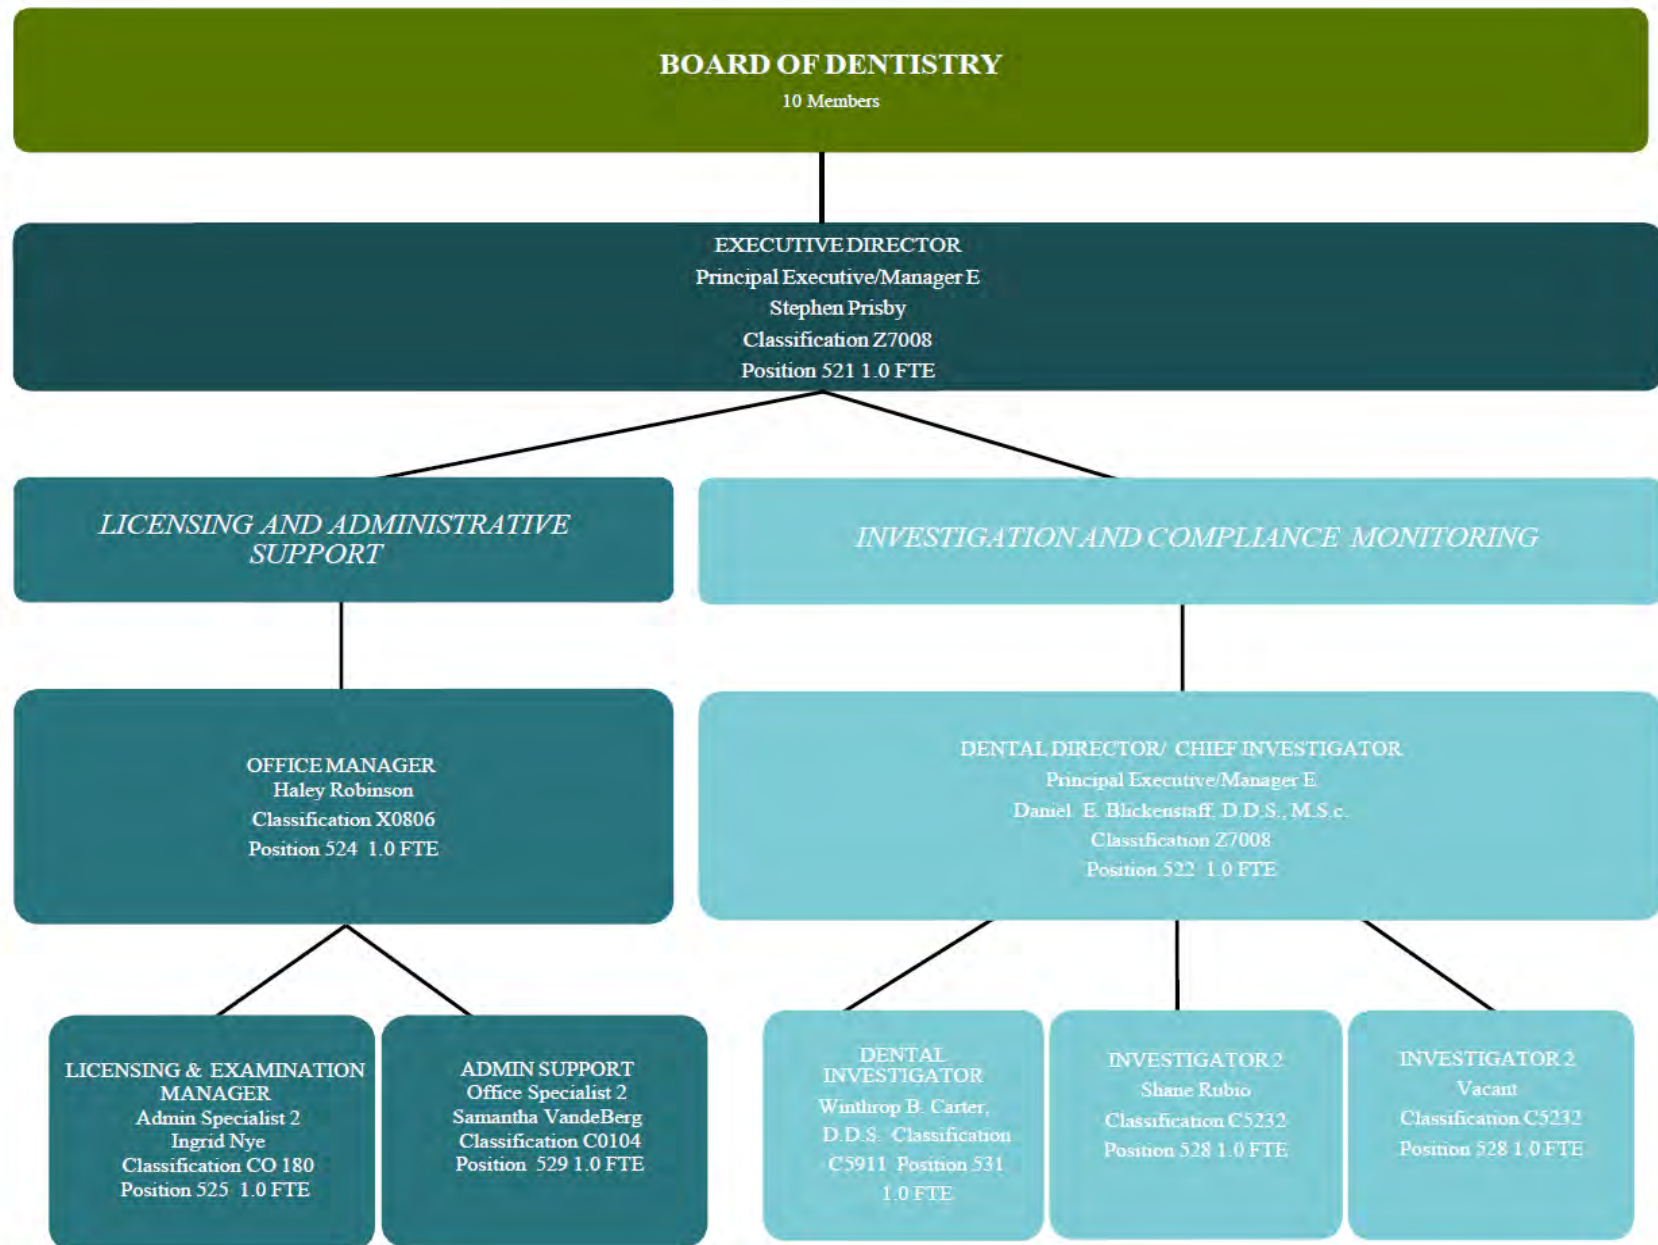 BOARD OF DENTISTRY
10 Members
EXECUTIVE DIRECTOR
Principal Executive/Manager E
Stephen Prisby
Classification Z7008
Position 521 1.0 FTE
LICENSING AND ADMINISTRATIVE
SUPPORT
INVESTIGATION AND COMPLIANCE MONITORING
OFFICE MANAGER
Haley Robinson
Classification X0806
Position 524 1.0 FTE
DENTAL DIRECTOR/ CHIEF INVESTIGATOR
Principal Executive/Manager E
Daniel E. Blickenstaff, D.D.S., M.S.c.
Classification Z7008
Position 522 1.0 FTE
LICENSING & EXAMINATION
MANAGER
Admin Specialist 2
Ingrid Nye
Classification CO 180
Position 525 1.0 FTE
ADMIN SUPPORT
Office Specialist 2
Samantha VandeBerg
Classification C0104
Position 529 1.0 FTE
DENTAL
INVESTIGATOR
Winthrop B. Carter,
D.D.S. Classification
C5911 Position 531
1.0 FTE
INVESTIGATOR 2
Shane Rubio
Classification C5232
Position 528 1.0 FTE
INVESTIGATOR 2
Vacant
Classification C5232
Position 528 1.0 FTE